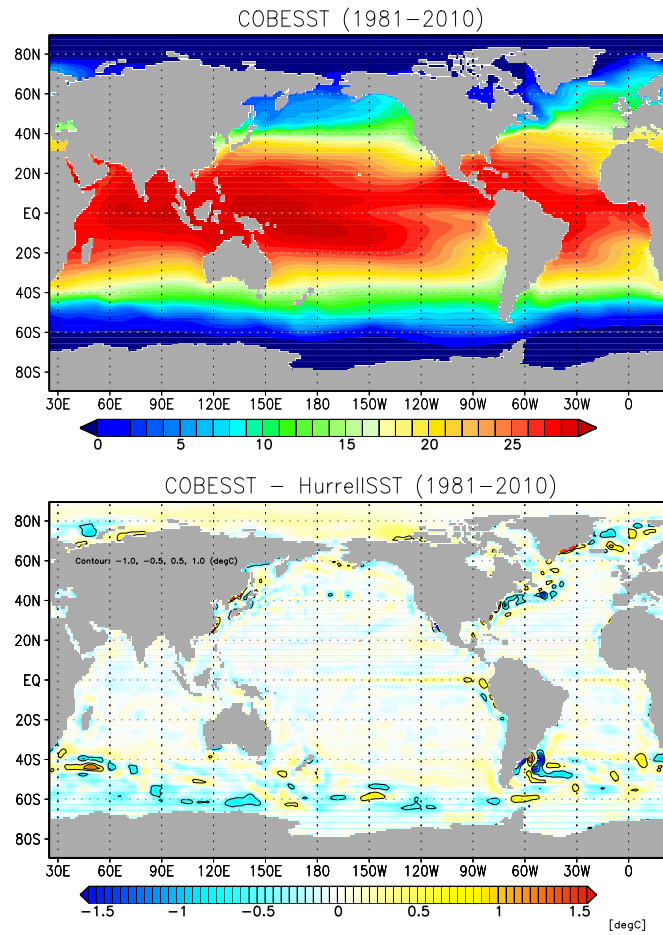 COBESST (1981−2010)
80N
60N
40N
20N
EQ
20S
40S
60S
80S
30E 60E 90E 120E 150E 180 150W 120W 90W 60W 30W 0
0 5 10 15 20 25
COBESST − HurrellSST (1981−2010)
80N
Contour: −1.0, −0.5, 0.5, 1.0 (degC)
60N
40N
20N
EQ
20S
40S
60S
80S
30E 60E 90E 120E 150E 180 150W 120W 90W 60W 30W 0
−1.5 −1 −0.5 0 0.5 1 1.5
[degC]